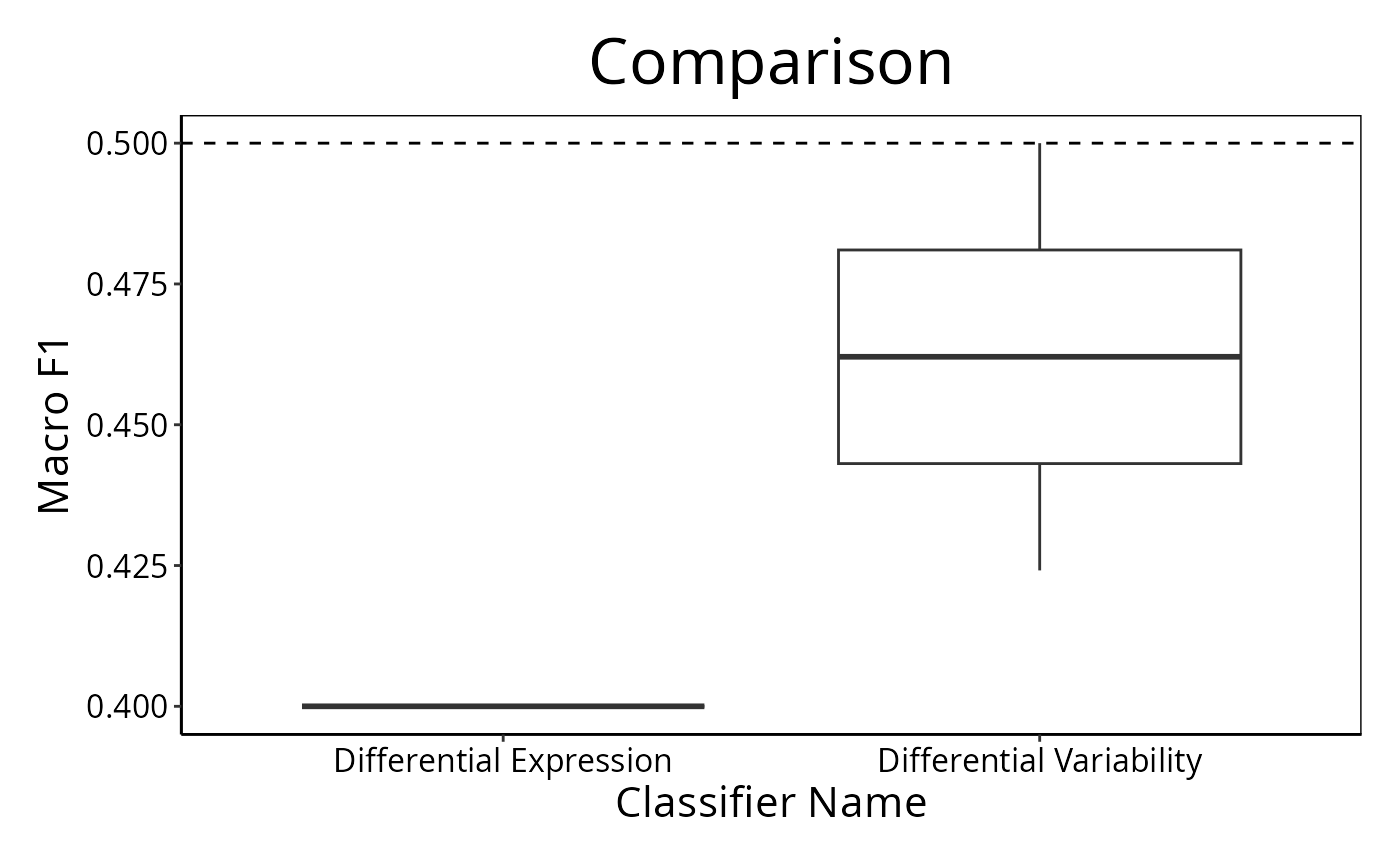 Comparison
0.500
0.475
0.450
0.425
0.400
Macro F1
Differential Expression
Differential Variability
Classifier Name